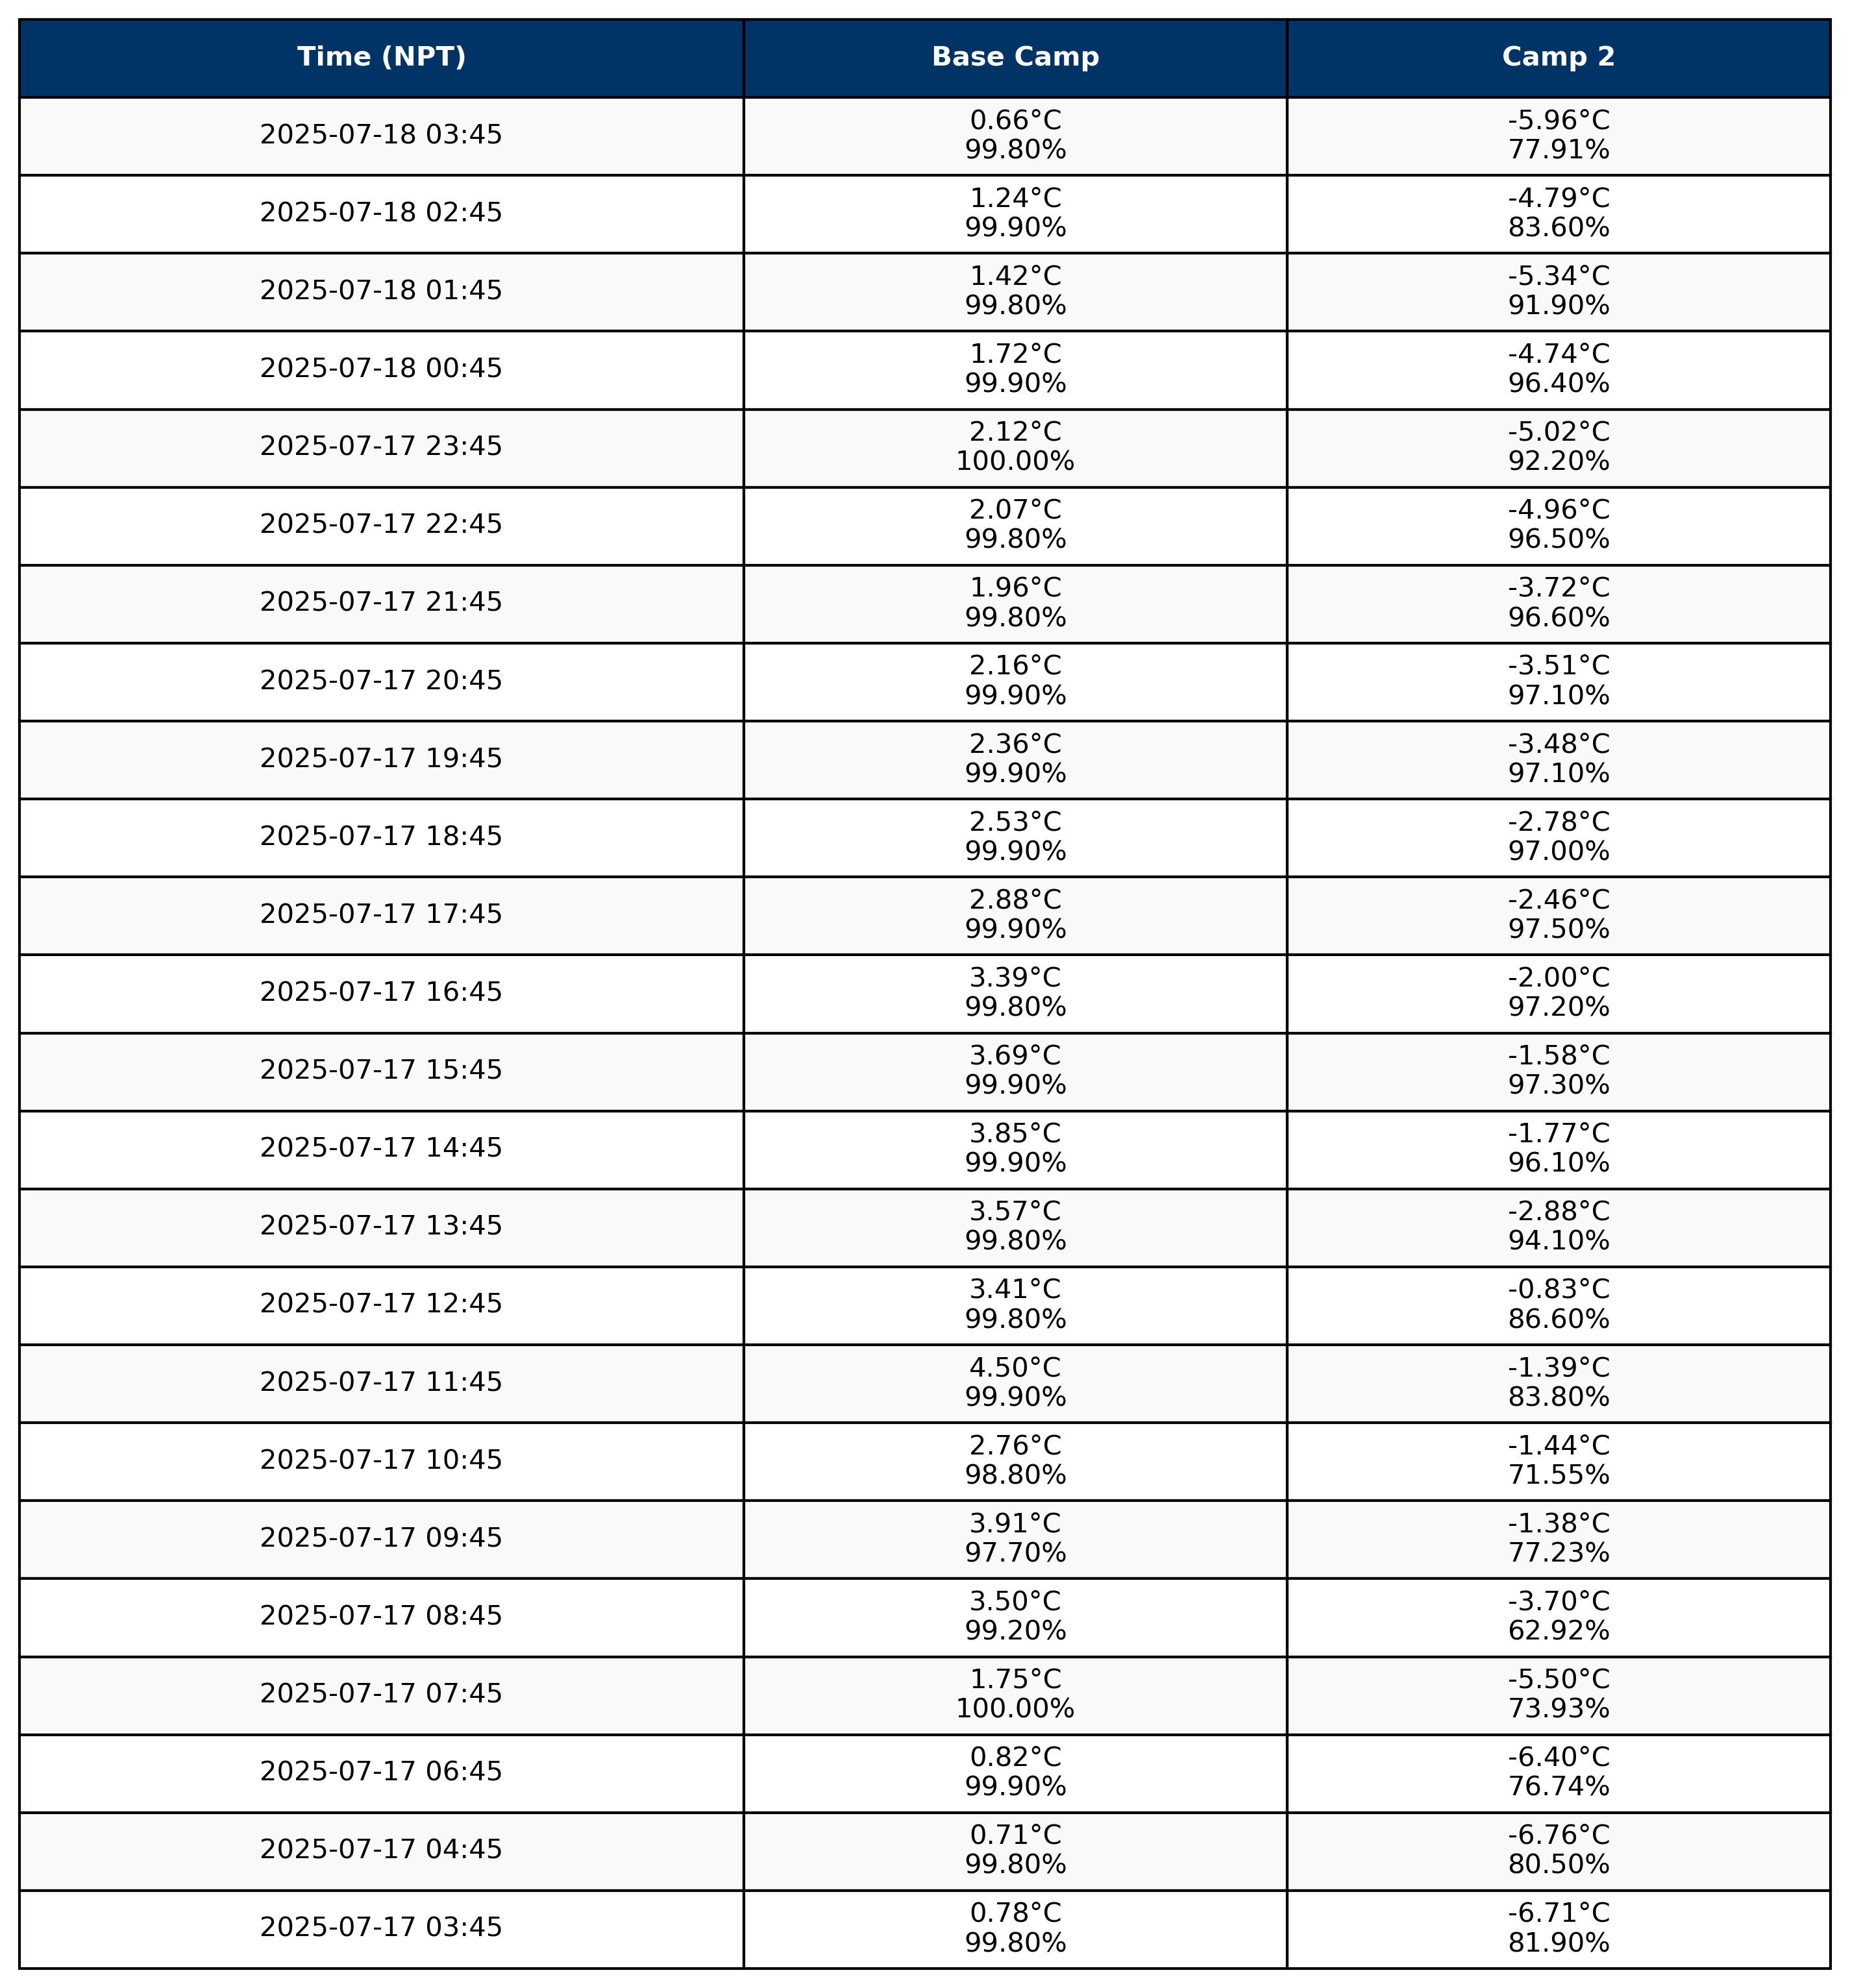 Time (NPT) Base Camp Camp 2
2025-07-18 03:45 0.66°C -5.96°C
99.80% 77.91%
2025-07-18 02:45 1.24°C -4.79°C
99.90% 83.60%
2025-07-18 01:45 1.42°C -5.34°C
99.80% 91.90%
2025-07-18 00:45 1.72°C -4.74°C
99.90% 96.40%
2025-07-17 23:45 2.12°C -5.02°C
100.00% 92.20%
2025-07-17 22:45 2.07°C -4.96°C
99.80% 96.50%
2025-07-17 21:45 1.96°C -3.72°C
99.80% 96.60%
2025-07-17 20:45 2.16°C -3.51°C
99.90% 97.10%
2025-07-17 19:45 2.36°C -3.48°C
99.90% 97.10%
2025-07-17 18:45 2.53°C -2.78°C
99.90% 97.00%
2025-07-17 17:45 2.88°C -2.46°C
99.90% 97.50%
2025-07-17 16:45 3.39°C -2.00°C
99.80% 97.20%
2025-07-17 15:45 3.69°C -1.58°C
99.90% 97.30%
2025-07-17 14:45 3.85°C -1.77°C
99.90% 96.10%
2025-07-17 13:45 3.57°C -2.88°C
99.80% 94.10%
2025-07-17 12:45 3.41°C -0.83°C
99.80% 86.60%
2025-07-17 11:45 4.50°C -1.39°C
99.90% 83.80%
2025-07-17 10:45 2.76°C -1.44°C
98.80% 71.55%
2025-07-17 09:45 3.91°C -1.38°C
97.70% 77.23%
2025-07-17 08:45 3.50°C -3.70°C
99.20% 62.92%
2025-07-17 07:45 1.75°C -5.50°C
100.00% 73.93%
2025-07-17 06:45 0.82°C -6.40°C
99.90% 76.74%
2025-07-17 04:45 0.71°C -6.76°C
99.80% 80.50%
2025-07-17 03:45 0.78°C -6.71°C
99.80% 81.90%